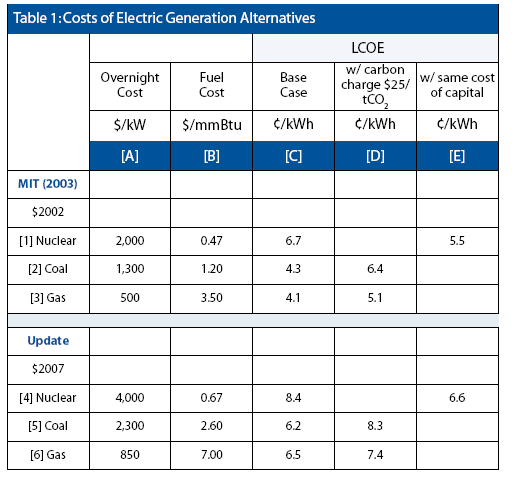 Table 1: Costs of Electric Generation Alternatives
LCOE
Overnight Cost Fuel Cost Base Case w/ carbon charge $25/tCO₂ w/ same cost of capital
$/kW $/mmBtu ¢/kWh ¢/kWh ¢/kWh
[A] [B] [C] [D] [E]
MIT (2003)
$2002
[1] Nuclear 2,000 0.47 6.7 5.5
[2] Coal 1,300 1.20 4.3 6.4
[3] Gas 500 3.50 4.1 5.1
Update
$2007
[4] Nuclear 4,000 0.67 8.4 6.6
[5] Coal 2,300 2.60 6.2 8.3
[6] Gas 850 7.00 6.5 7.4